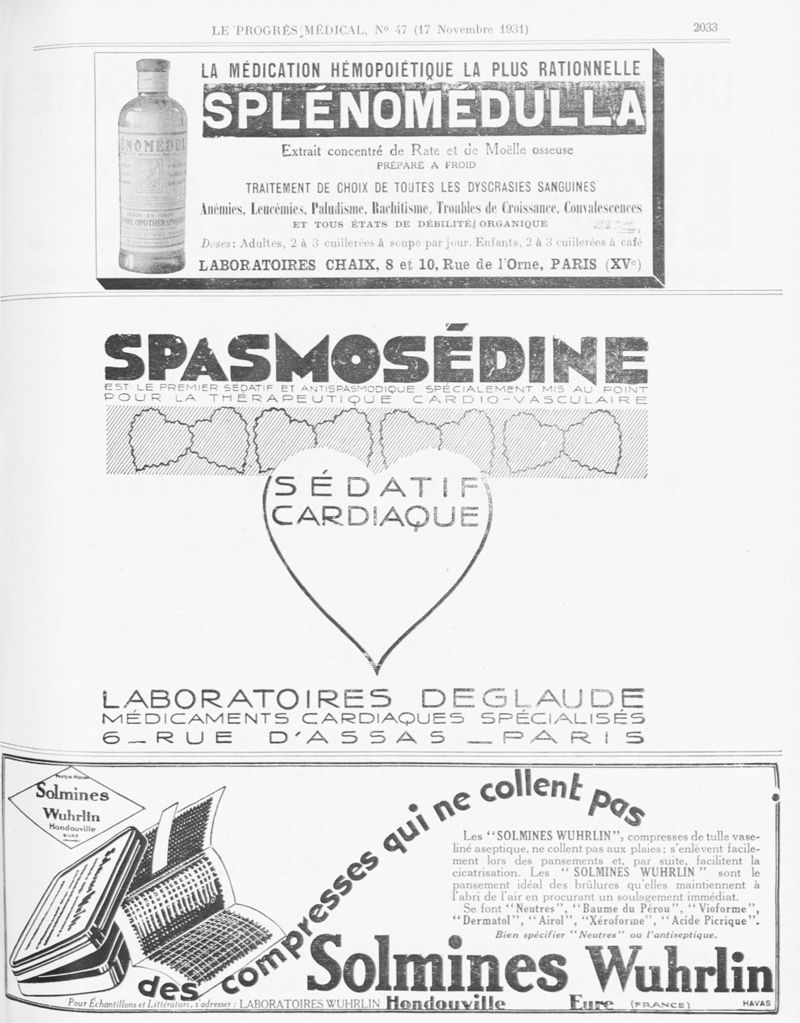 LE PROGRÈS MÉDICAL, No 47 (17 Novembre 1931)
2033
LA MÉDICATION HÉMOPOIÉTIQUE LA PLUS RATIONNELLE
SPLÉNOMÉDULLA
Extrait concentré de Rate et de Moëlle osseuse
PRÉPARÉ A FROID
TRAITEMENT DE CHOIX DE TOUTES LES DYSCRASIES SANGUINES
Anémies, Leucémies, Paludisme, Rachitisme, Troubles de Croissance, Convalescences
ET TOUS ÉTATS DE DÉBILITÉ ORGANIQUE
Doses : Adultes, 2 à 3 cuillerées à soupe par jour. Enfants, 2 à 3 cuillerées à café
LABORATOIRES CHAIX, 8 et 10, Rue de l'Orne, PARIS (XVe)
SPASMOSÉDINE
EST LE PREMIER SÉDATIF ET ANTISPASMODIQUE SPÉCIALEMENT MIS AU POINT
POUR LA THÉRAPEUTIQUE CARDIO-VASCULAIRE
SÉDATIF
CARDIAQUE
LABORATOIRES DEGLAUDE
MÉDICAMENTS CARDIAQUES SPÉCIALISÉS
6 _ RUE D'ASSAS _ PARIS
Solmines
Wuhrlin
Hondouville
EURE
des compresses qui ne collent pas
Les "SOLMINES WUHRLIN", compresses de tulle vase-
liné aseptique, ne collent pas aux plaies ; s'enlèvent facile-
ment lors des pansements et, par suite, facilitent la
cicatrisation. Les "SOLMINES WUHRLIN" sont le
pansement idéal des brûlures qu'elles maintiennent à
l'abri de l'air en procurant un soulagement immédiat.
Se font "Neutres", "Baume du Pérou", "Vioforme",
"Dermatol", "Airol", "Xéroforme", "Acide Picrique".
Bien spécifier "Neutres" ou l'antiseptique.
Solmines Wuhrlin
Pour Échantillons et Littérature, s'adresser : LABORATOIRES WUHRLIN Hondouville Eure (FRANCE)
HAVAS